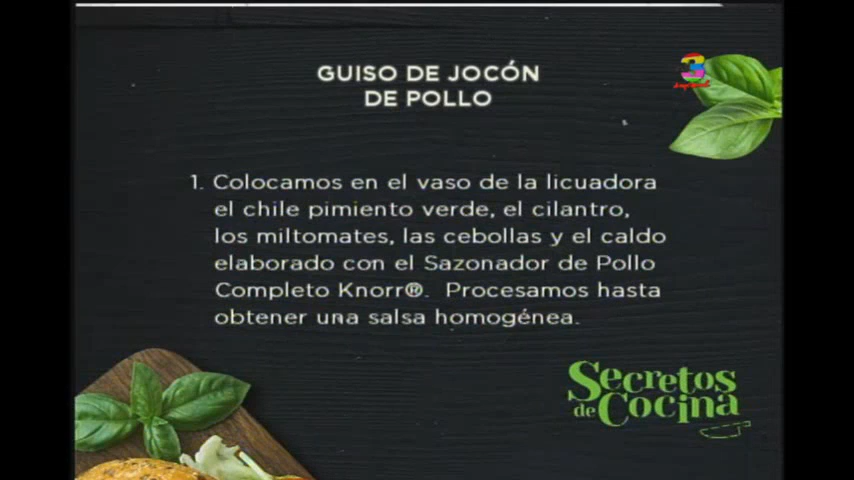 GUISO DE JOCÓN
DE POLLO
3
1. Colocamos en el vaso de la licuadora
el chile pimiento verde, el cilantro,
los miltomates, las cebollas y el caldo
elaborado con el Sazonador de Pollo
Completo Knorr®. Procesamos hasta
obtener una salsa homogénea.
Secretos
de Cocina